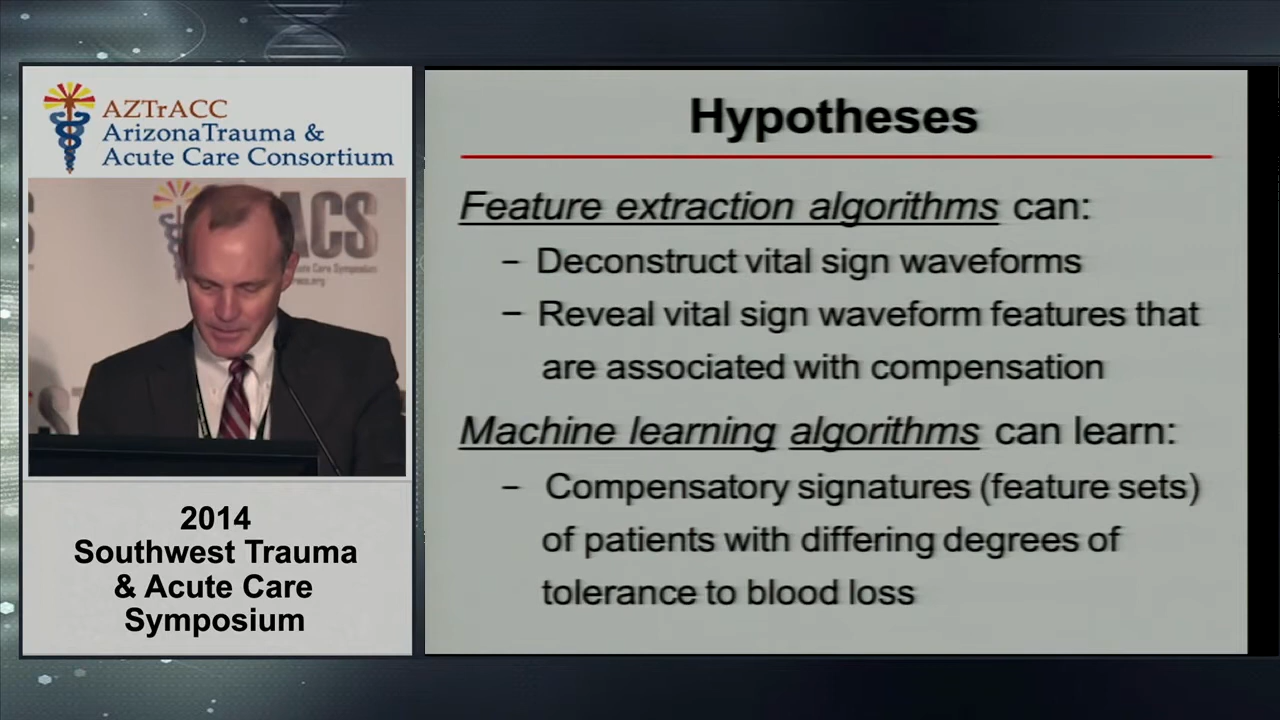 AZTrACC
ArizonaTrauma &
Acute Care Consortium
ACS
2014
Southwest Trauma
& Acute Care
Symposium
Hypotheses
Feature extraction algorithms can:
– Deconstruct vital sign waveforms
– Reveal vital sign waveform features that
are associated with compensation
Machine learning algorithms can learn:
– Compensatory signatures (feature sets)
of patients with differing degrees of
tolerance to blood loss